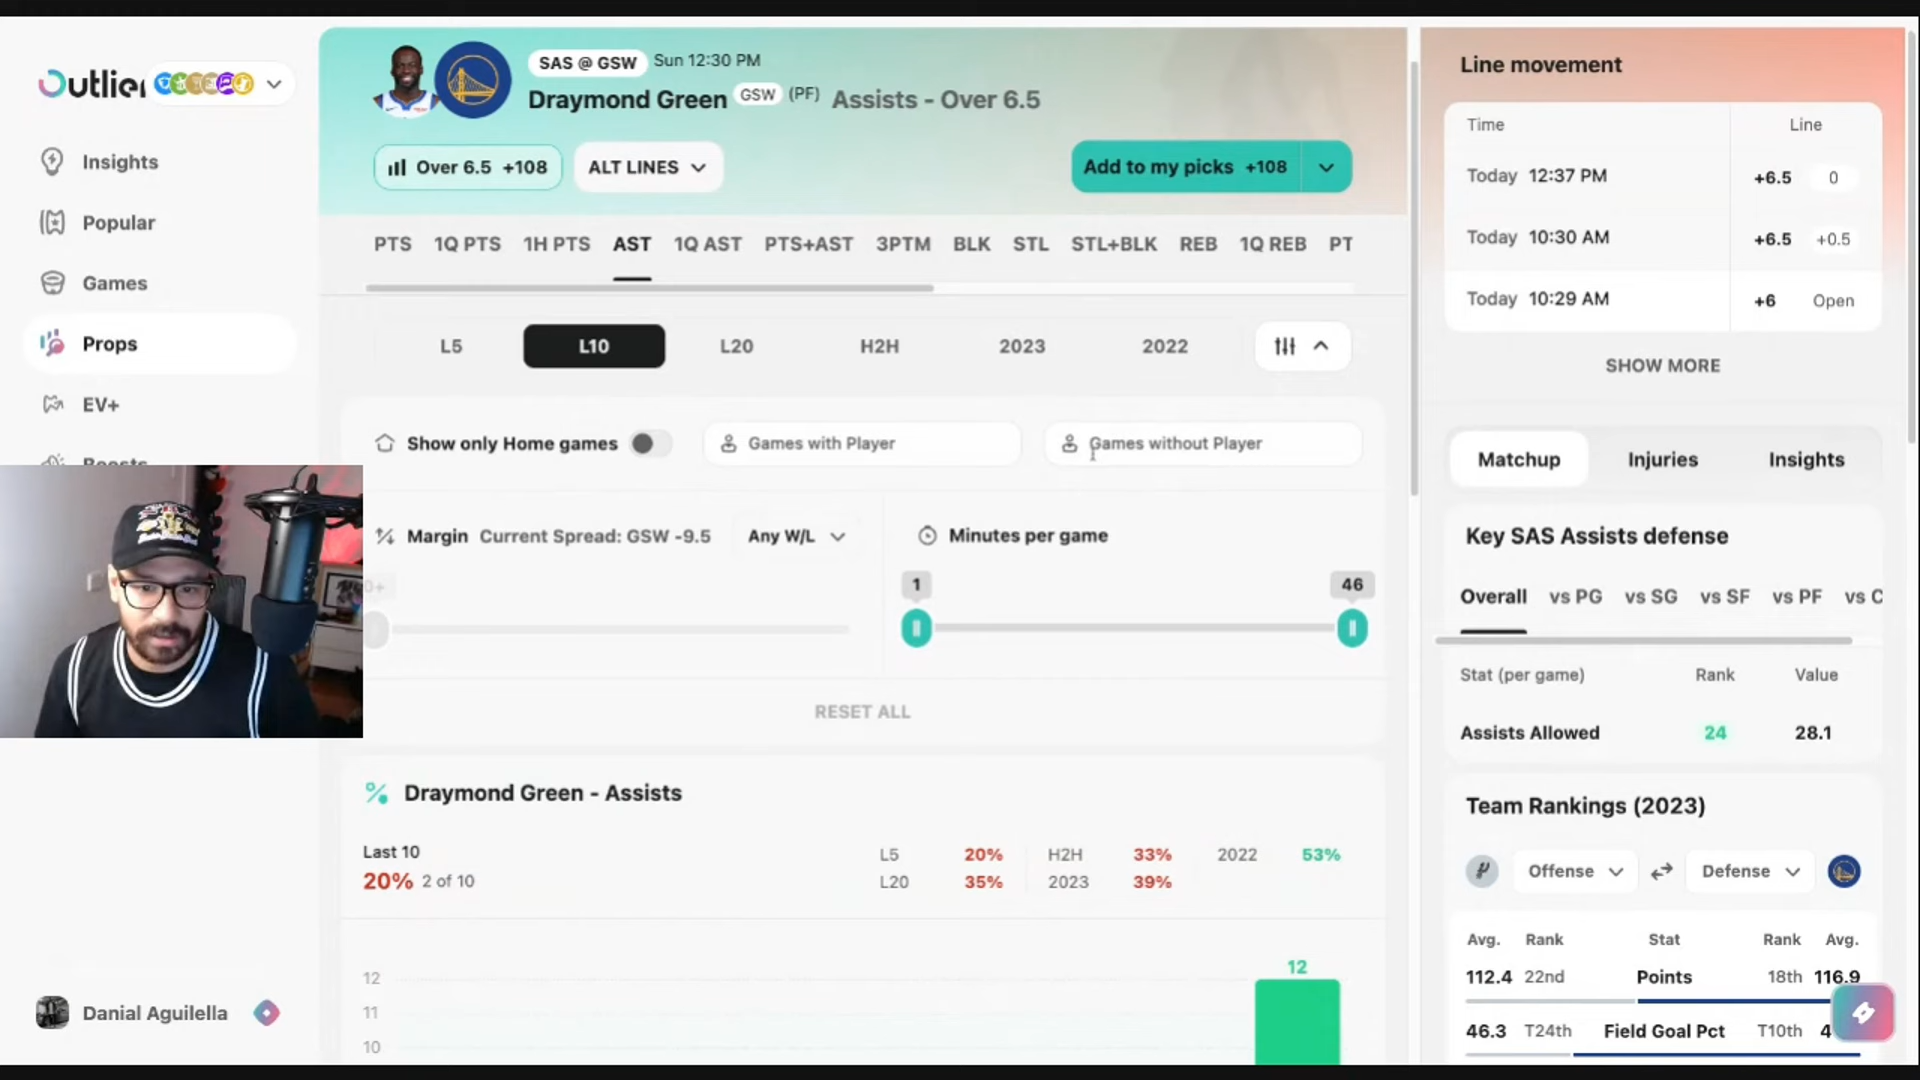 Outlier
Insights
Popular
Games
Props
EV+
Boosts
Danial Aguilella
SAS @ GSW Sun 12:30 PM
Draymond Green GSW (PF) Assists - Over 6.5
Over 6.5 +108 ALT LINES Add to my picks +108
PTS 1Q PTS 1H PTS AST 1Q AST PTS+AST 3PTM BLK STL STL+BLK REB 1Q REB PT
L5 L10 L20 H2H 2023 2022
Show only Home games Games with Player Games without Player
Margin Current Spread: GSW -9.5 Any W/L Minutes per game
0+ 1 46
RESET ALL
Draymond Green - Assists
Last 10 L5 20% H2H 33% 2022 53%
20% 2 of 10 L20 35% 2023 39%
12
12
11
10
Line movement
Time Line
Today 12:37 PM +6.5 0
Today 10:30 AM +6.5 +0.5
Today 10:29 AM +6 Open
SHOW MORE
Matchup Injuries Insights
Key SAS Assists defense
Overall vs PG vs SG vs SF vs PF vs C
Stat (per game) Rank Value
Assists Allowed 24 28.1
Team Rankings (2023)
Offense Defense
Avg. Rank Stat Rank Avg.
112.4 22nd Points 18th 116.9
46.3 T24th Field Goal Pct T10th 4